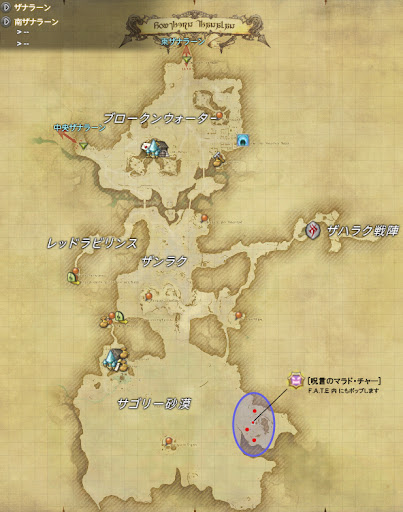 ザナラーン
南ザナラーン
> --
> --
東ザナラーン
中央ザナラーン
ブロークンウォーター
レッドラビリンス
ザンラク
ザハラク戦陣
サゴリー砂漠
[呪言のマラド・チャー]
F.A.T.E 内 にもポップします